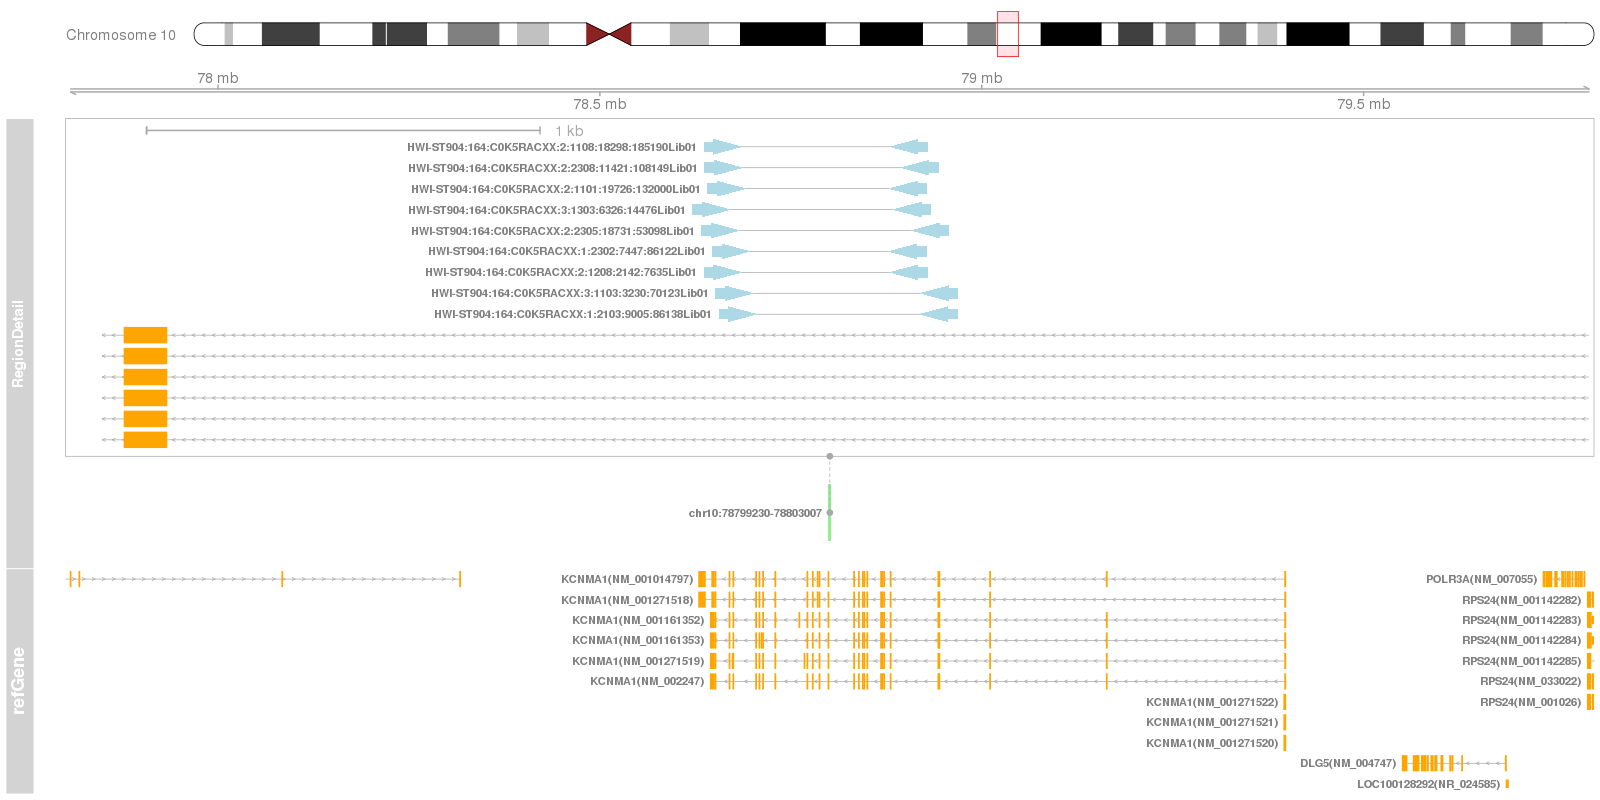 Chromosome 10
78 mb
79 mb
78.5 mb
79.5 mb
RegionDetail
1 kb
HWI-ST904:164:C0K5RACXX:2:1108:18298:185190Lib01
HWI-ST904:164:C0K5RACXX:2:2308:11421:108149Lib01
HWI-ST904:164:C0K5RACXX:2:1101:19726:132000Lib01
HWI-ST904:164:C0K5RACXX:3:1303:6326:14476Lib01
HWI-ST904:164:C0K5RACXX:2:2305:18731:53098Lib01
HWI-ST904:164:C0K5RACXX:1:2302:7447:86122Lib01
HWI-ST904:164:C0K5RACXX:2:1208:2142:7635Lib01
HWI-ST904:164:C0K5RACXX:3:1103:3230:70123Lib01
HWI-ST904:164:C0K5RACXX:1:2103:9005:86138Lib01
chr10:78799230-78803007
refGene
KCNMA1(NM_001014797)
POLR3A(NM_007055)
KCNMA1(NM_001271518)
RPS24(NM_001142282)
KCNMA1(NM_001161352)
RPS24(NM_001142283)
KCNMA1(NM_001161353)
RPS24(NM_001142284)
KCNMA1(NM_001271519)
RPS24(NM_001142285)
KCNMA1(NM_002247)
RPS24(NM_033022)
KCNMA1(NM_001271522)
RPS24(NM_001026)
KCNMA1(NM_001271521)
KCNMA1(NM_001271520)
DLG5(NM_004747)
LOC100128292(NR_024585)